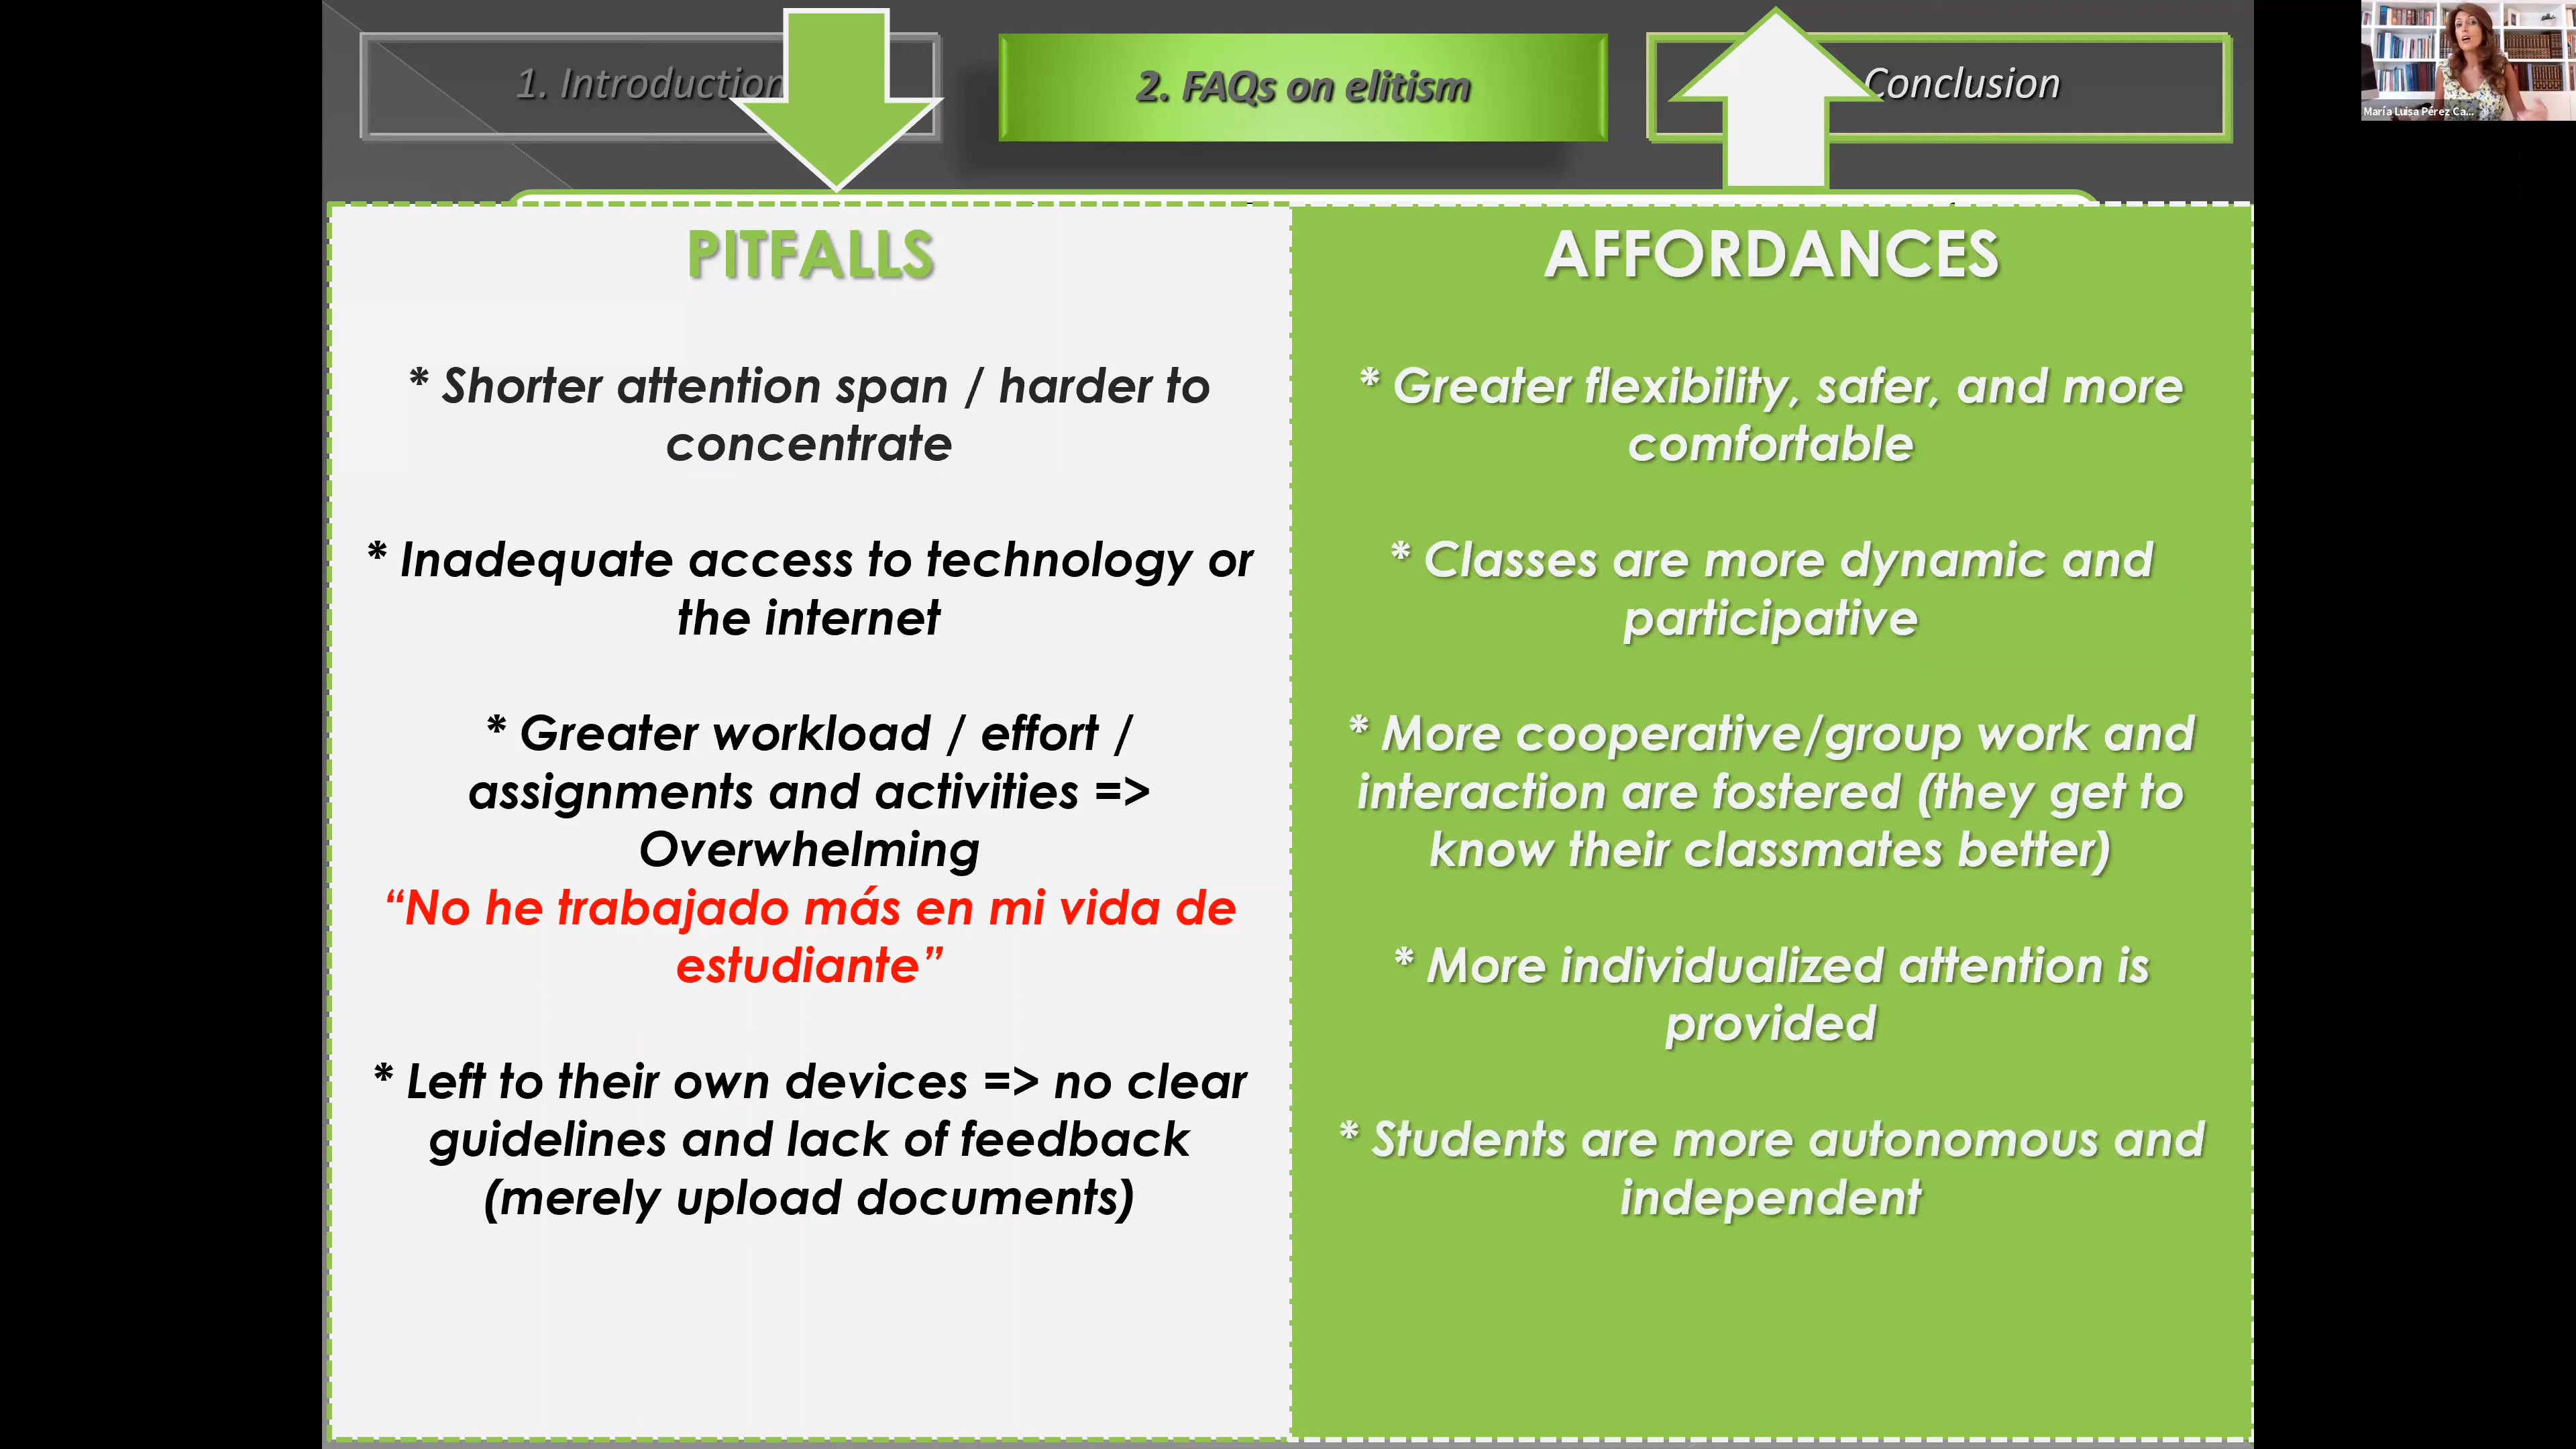 1. Introduction
2. FAQs on elitism
Conclusion
María Luisa Pérez Ca...
PITFALLS
* Shorter attention span / harder to
concentrate
* Inadequate access to technology or
the internet
* Greater workload / effort /
assignments and activities =>
Overwhelming
“No he trabajado más en mi vida de
estudiante”
* Left to their own devices => no clear
guidelines and lack of feedback
(merely upload documents)
AFFORDANCES
* Greater flexibility, safer, and more
comfortable
* Classes are more dynamic and
participative
* More cooperative/group work and
interaction are fostered (they get to
know their classmates better)
* More individualized attention is
provided
* Students are more autonomous and
independent